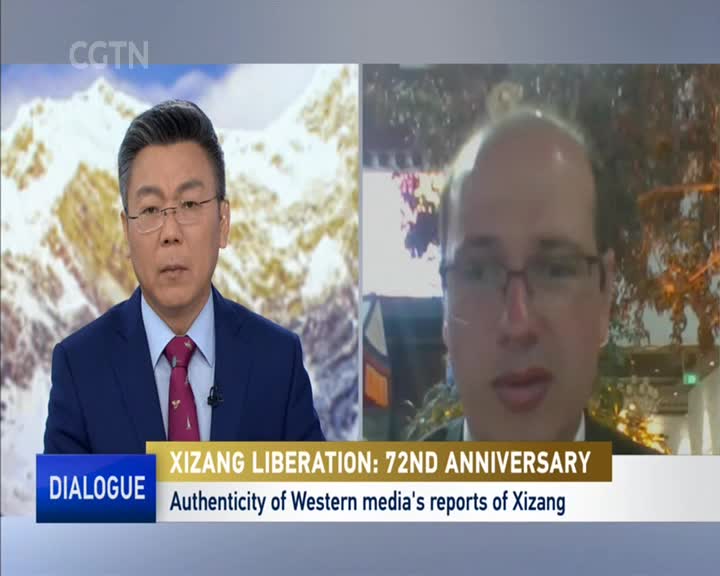 CGTN
XIZANG LIBERATION: 72ND ANNIVERSARY
DIALOGUE
Authenticity of Western media's reports of Xizang